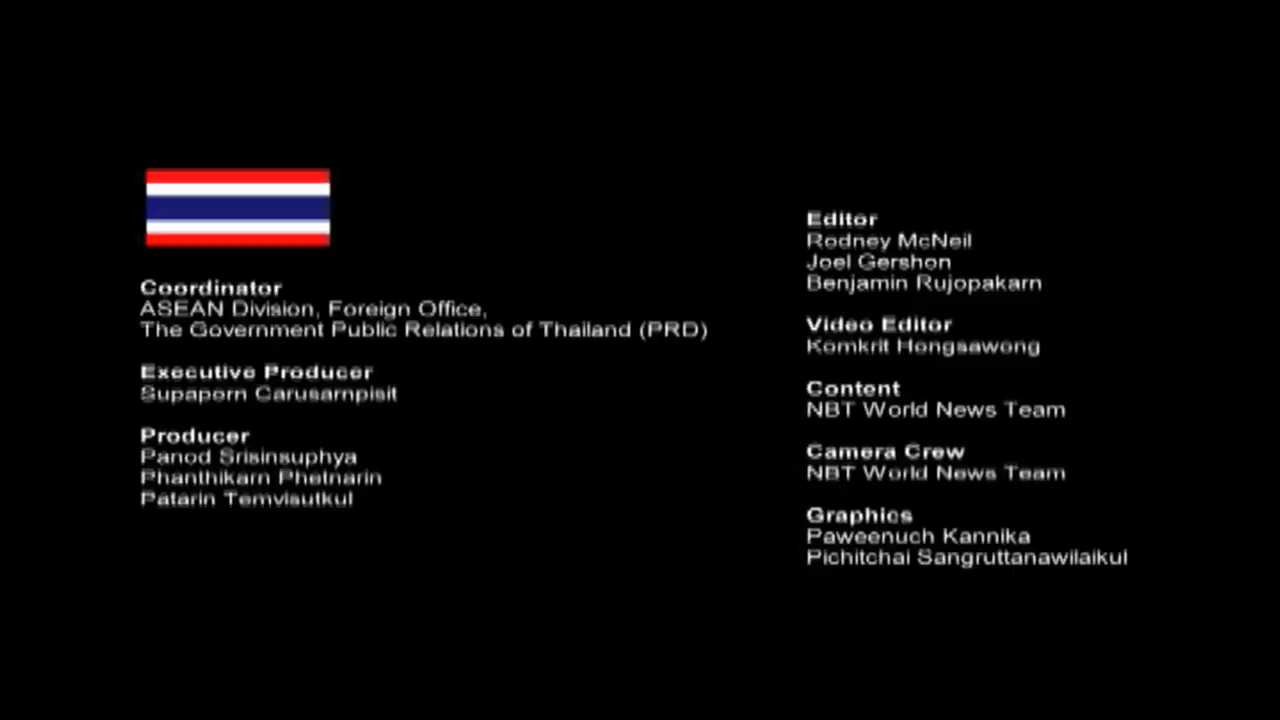 Coordinator
ASEAN Division, Foreign Office,
The Government Public Relations of Thailand (PRD)
Executive Producer
Supaporn Carusarnpisit
Producer
Panod Srisinsuphya
Phanthikarn Phetnarin
Patarin Temvisutkul
Editor
Rodney McNeil
Joel Gershon
Benjamin Rujopakarn
Video Editor
Komkrit Hongsawong
Content
NBT World News Team
Camera Crew
NBT World News Team
Graphics
Paweenuch Kannika
Pichitchai Sangruttanawilaikul